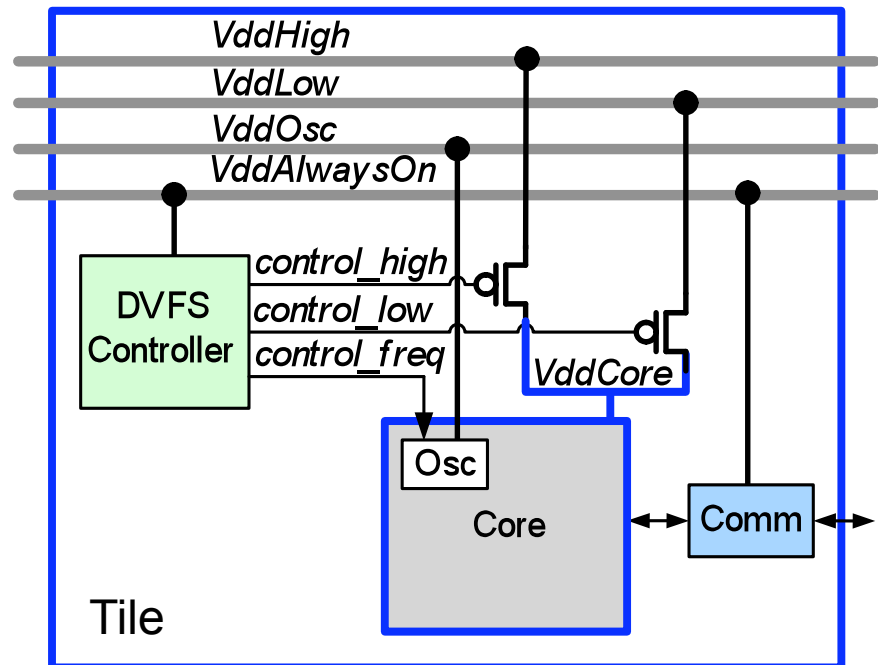 VddHigh
VddLow
VddOsc
VddAlwaysOn
control_high
DVFS
Controller
control_low
control_freq
VddCore
Osc
Core
Comm
Tile